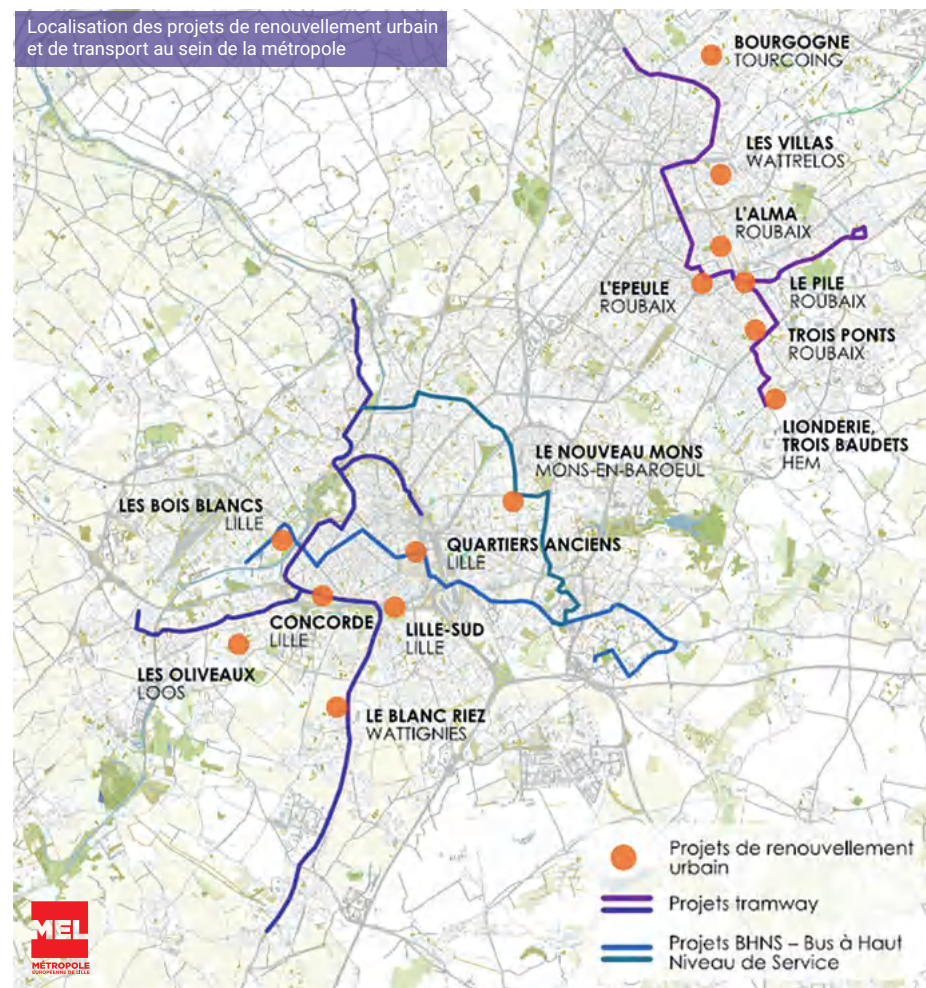 Localisation des projets de renouvellement urbain
et de transport au sein de la métropole
BOURGOGNE
TOURCOING
LES VILLAS
WATTRELOS
L'ALMA
ROUBAIX
L'EPEULE
ROUBAIX
LE PILE
ROUBAIX
TROIS PONTS
ROUBAIX
LIONDERIE,
TROIS BAUDETS
HEM
LE NOUVEAU MONS
MONS-EN-BAROEUL
LES BOIS BLANCS
LILLE
QUARTIERS ANCIENS
LILLE
CONCORDE
LILLE
LILLE-SUD
LILLE
LES OLIVEAUX
LOOS
LE BLANC RIEZ
WATTIGNIES
Projets de renouvellement
urbain
Projets tramway
Projets BHNS – Bus à Haut
Niveau de Service
MEL
MÉTROPOLE
EUROPÉENNE DE LILLE